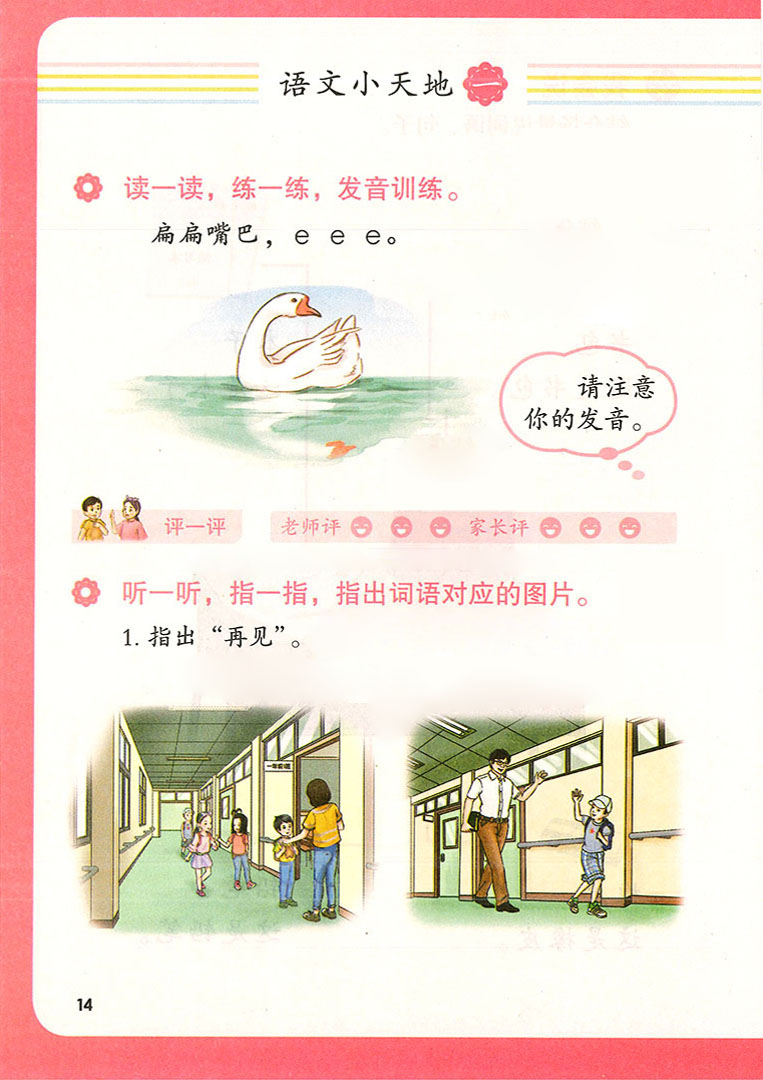 语文小天地 一
读一读，练一练，发音训练。
扁扁嘴巴，e e e。
请注意
你的发音。
评一评 老师评 家长评
听一听，指一指，指出词语对应的图片。
1. 指出“再见”。
14